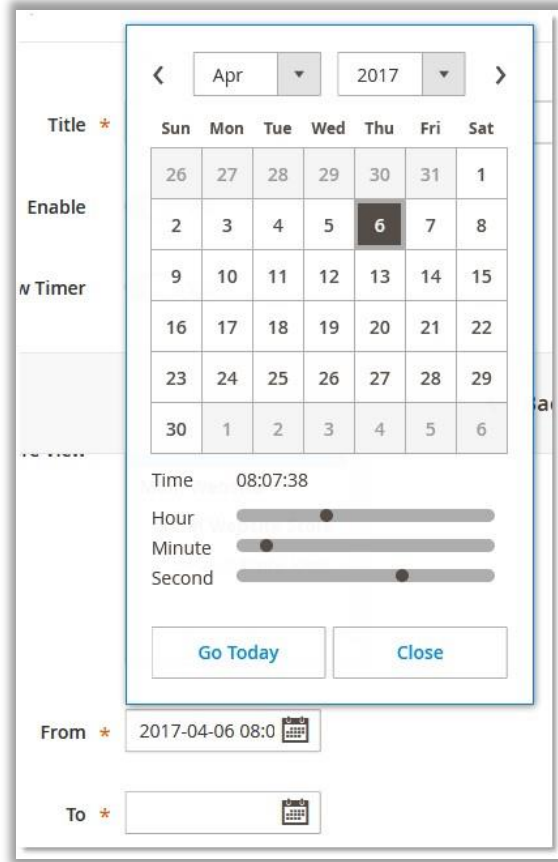 Apr 2017
Title *
Sun Mon Tue Wed Thu Fri Sat
26 27 28 29 30 31 1
Enable
2 3 4 5 6 7 8
w Timer
9 10 11 12 13 14 15
16 17 18 19 20 21 22
23 24 25 26 27 28 29
30 1 2 3 4 5 6
View
Time 08:07:38
Hour
Minute
Second
Go Today Close
From * 2017-04-06 08:0
To *